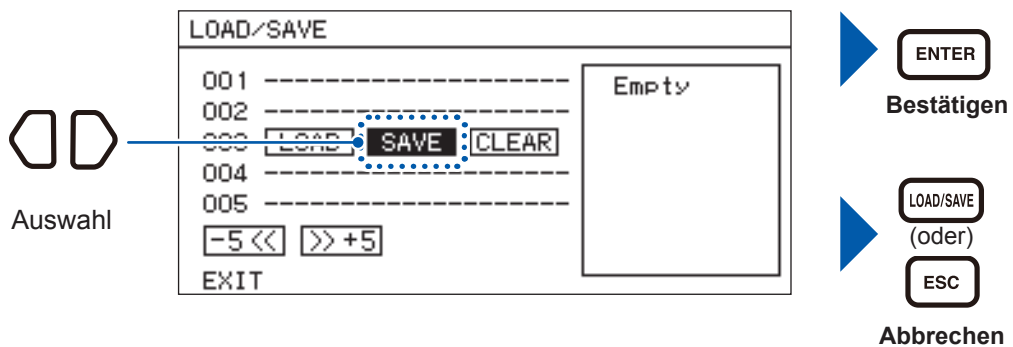 LOAD/SAVE
001 --------------------
002 --------------------
003 LOAD SAVE CLEAR
004 --------------------
005 --------------------
-5 << >> +5
EXIT
Empty
Auswahl
ENTER
Bestätigen
LOAD/SAVE
(oder)
ESC
Abbrechen